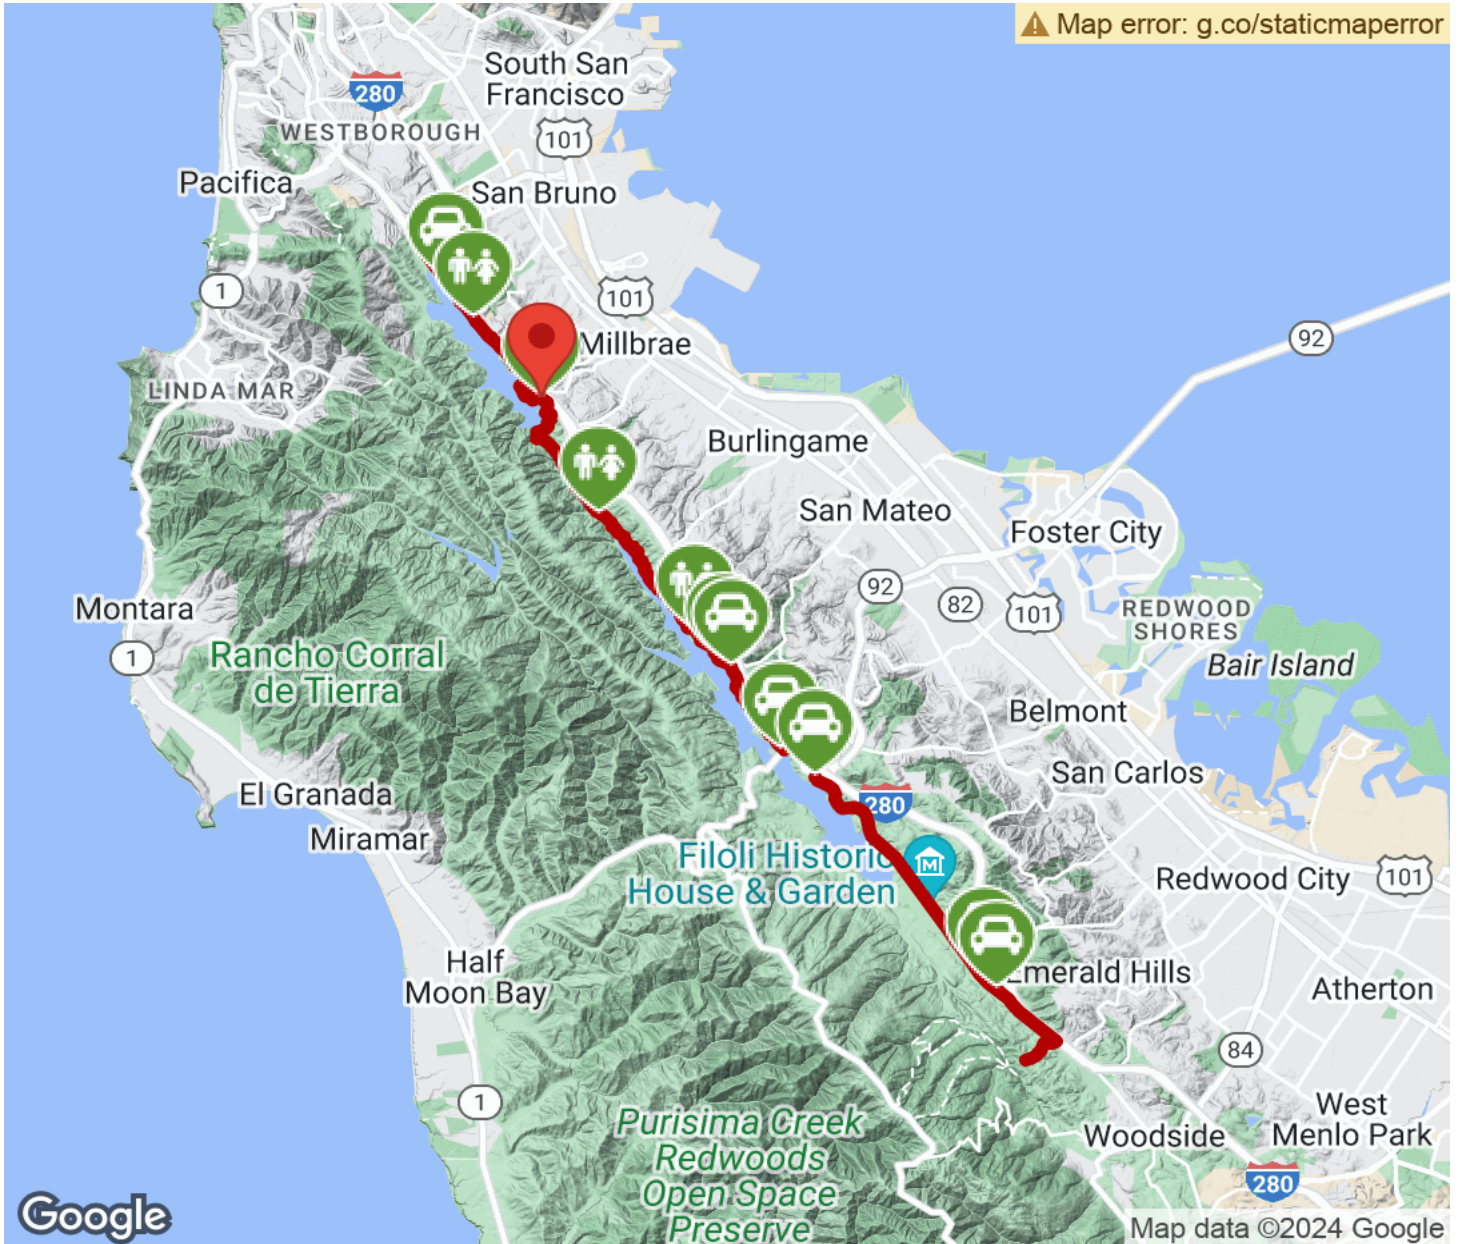 Map error: g.co/staticmaperror
South San
Francisco
280
101
WESTBOROUGH
Pacifica
San Bruno
1
101
92
Millbrae
LINDA MAR
Burlingame
San Mateo
Foster City
92
82
101
Montara
REDWOOD
SHORES
1
Rancho Corral
de Tierra
Bair Island
Belmont
San Carlos
El Granada
280
Miramar
Filoli Historic
House & Garden
M
Redwood City
101
Half
Moon Bay
Emerald Hills
Atherton
84
1
Purisima Creek
Redwoods
Open Space
Preserve
Woodside
West
Menlo Park
280
Google
Map data ©2024 Google